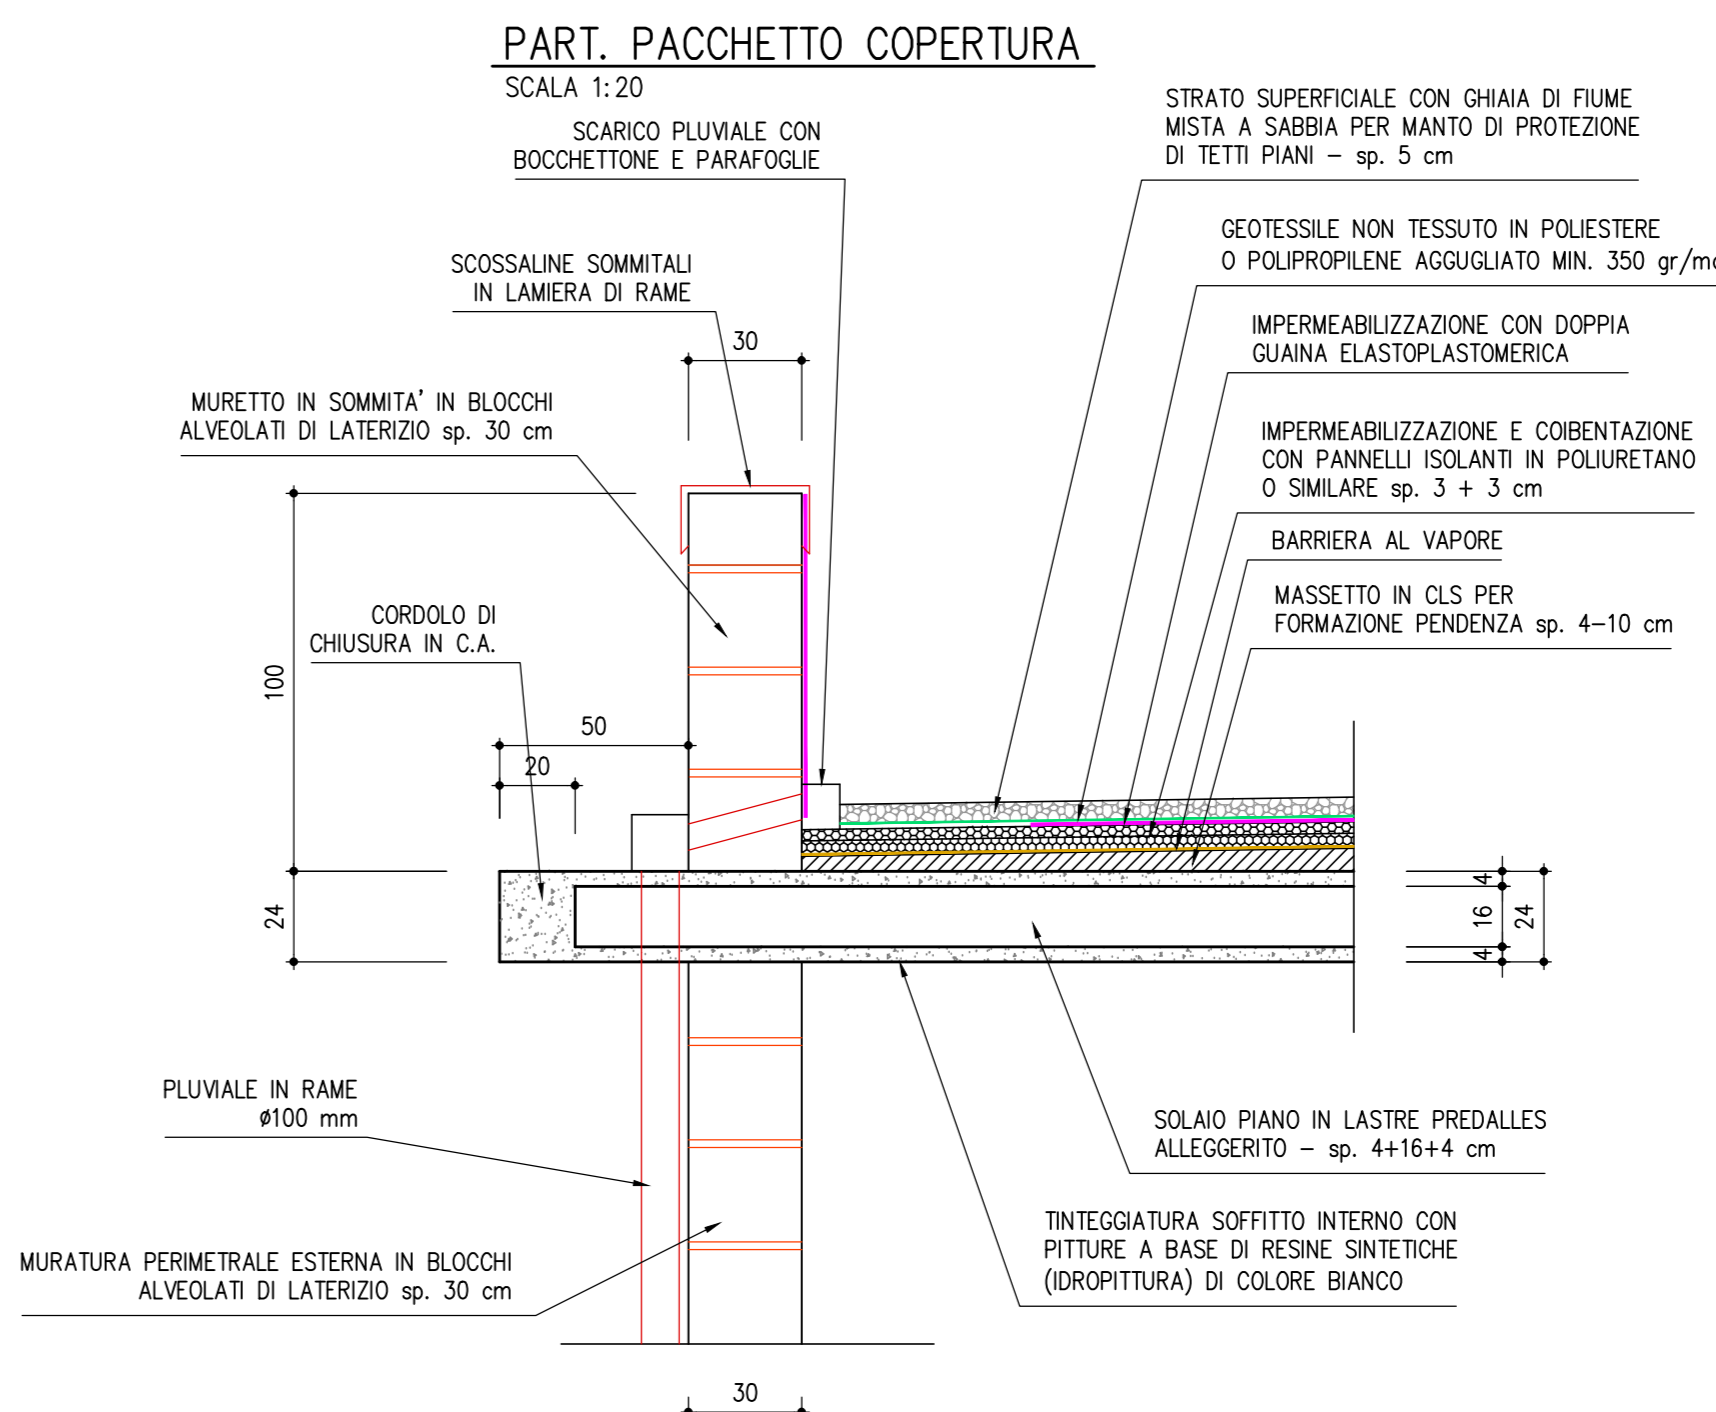 PART. PACCHETTO COPERTURA
SCALA 1:20
SCARICO PLUVIALE CON
BOCCHETTONE E PARAFOGLIE
STRATO SUPERFICIALE CON GHIAIA DI FIUME
MISTA A SABBIA PER MANTO DI PROTEZIONE
DI TETTI PIANI – sp. 5 cm
GEOTESSILE NON TESSUTO IN POLIESTERE
O POLIPROPILENE AGGUGLIATO MIN. 350 gr/mq
SCOSSALINE SOMMITALI
IN LAMIERA DI RAME
30
IMPERMEABILIZZAZIONE CON DOPPIA
GUAINA ELASTOPLASTOMERICA
MURETTO IN SOMMITA' IN BLOCCHI
ALVEOLATI DI LATERIZIO sp. 30 cm
IMPERMEABILIZZAZIONE E COIBENTAZIONE
CON PANNELLI ISOLANTI IN POLIURETANO
O SIMILARE sp. 3 + 3 cm
BARRIERA AL VAPORE
MASSETTO IN CLS PER
FORMAZIONE PENDENZA sp. 4–10 cm
CORDOLO DI
CHIUSURA IN C.A.
100
50
20
24
4
16
4
24
PLUVIALE IN RAME
ø100 mm
SOLAIO PIANO IN LASTRE PREDALLES
ALLEGGERITO – sp. 4+16+4 cm
TINTEGGIATURA SOFFITTO INTERNO CON
PITTURE A BASE DI RESINE SINTETICHE
(IDROPITTURA) DI COLORE BIANCO
MURATURA PERIMETRALE ESTERNA IN BLOCCHI
ALVEOLATI DI LATERIZIO sp. 30 cm
30